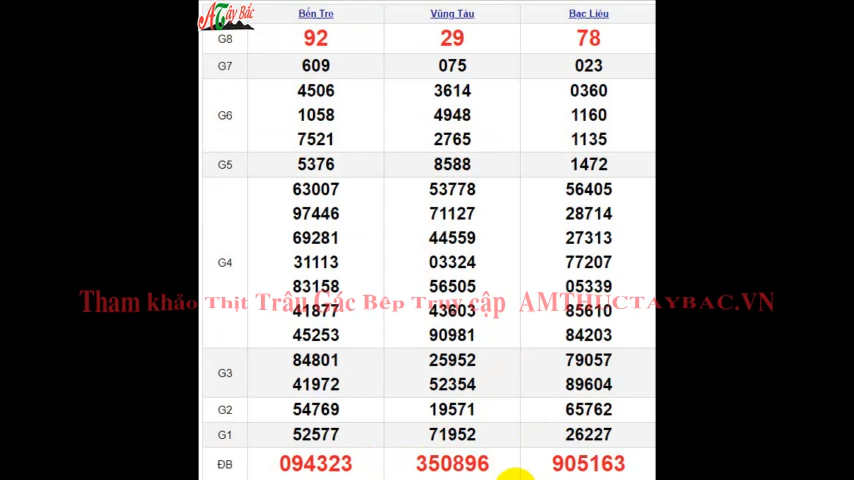 ATây Bắc
Bến Tre Vũng Tàu Bạc Liêu
G8 92 29 78
G7 609 075 023
4506 3614 0360
G6 1058 4948 1160
7521 2765 1135
G5 5376 8588 1472
63007 53778 56405
97446 71127 28714
69281 44559 27313
G4 31113 03324 77207
83158 56505 05339
Tham khảo Thịt Trâu Gác Bếp Truy cập AMTHUCTAYBAC.VN
41877 43603 85610
45253 90981 84203
84801 25952 79057
G3
41972 52354 89604
G2 54769 19571 65762
G1 52577 71952 26227
ĐB 094323 350896 905163